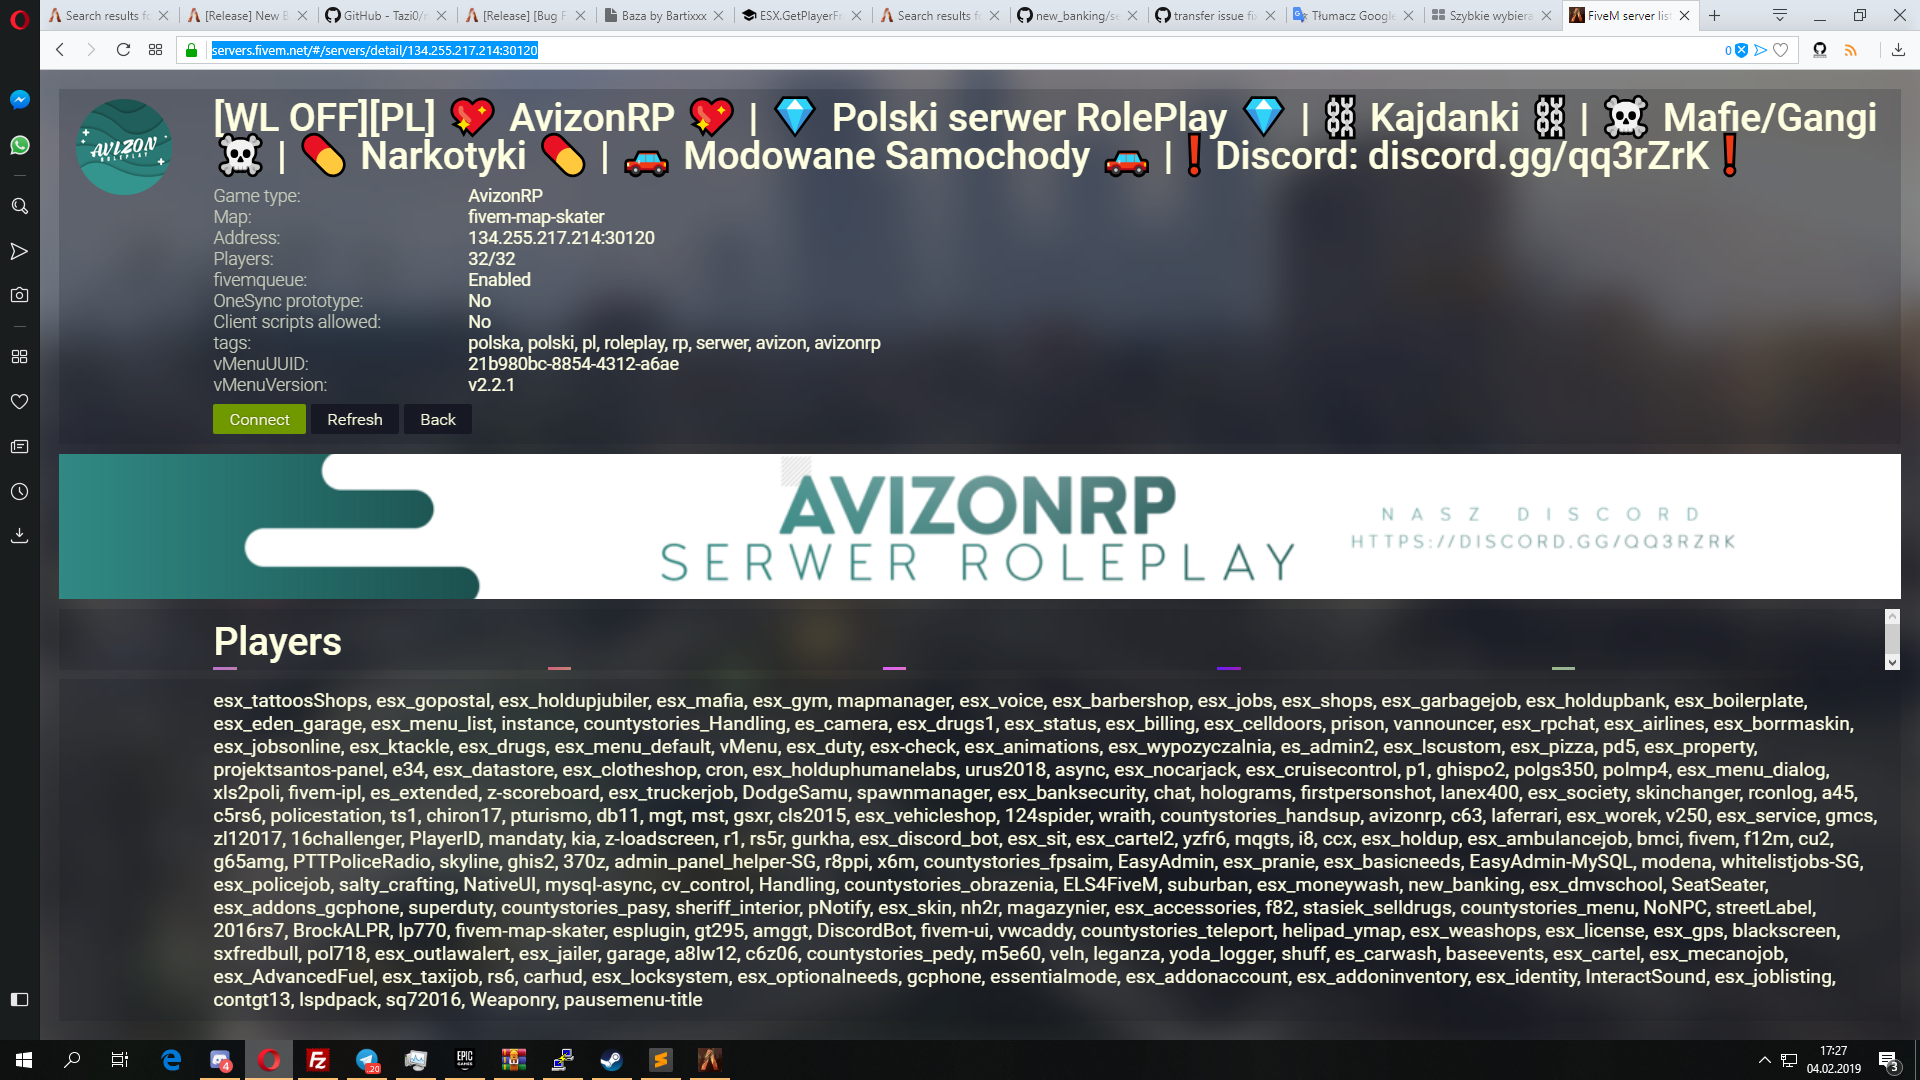 Search results fo
[Release] New B
GitHub - Tazi0/n
[Release] [Bug F
Baza by Bartixxx
ESX.GetPlayerFr
Search results fo
new_banking/se
transfer issue fix
Tłumacz Google
Szybkie wybiera
FiveM server list
servers.fivem.net/#/servers/detail/134.255.217.214:30120
0
AVIZON
ROLEPLAY
[WL OFF][PL] 💖 AvizonRP 💖 | 💎 Polski serwer RolePlay 💎 | ⛓ Kajdanki ⛓ | ☠ Mafie/Gangi
☠ | 💊 Narkotyki 💊 | 🚗 Modowane Samochody 🚗 | ❗Discord: discord.gg/qq3rZrK❗
Game type: AvizonRP
Map: fivem-map-skater
Address: 134.255.217.214:30120
Players: 32/32
fivemqueue: Enabled
OneSync prototype: No
Client scripts allowed: No
tags: polska, polski, pl, roleplay, rp, serwer, avizon, avizonrp
vMenuUUID: 21b980bc-8854-4312-a6ae
vMenuVersion: v2.2.1
Connect Refresh Back
AVIZONRP
SERWER ROLEPLAY
NASZ DISCORD
HTTPS://DISCORD.GG/QQ3RZRK
Players
esx_tattoosShops, esx_gopostal, esx_holdupjubiler, esx_mafia, esx_gym, mapmanager, esx_voice, esx_barbershop, esx_jobs, esx_shops, esx_garbagejob, esx_holdupbank, esx_boilerplate,
esx_eden_garage, esx_menu_list, instance, countystories_Handling, es_camera, esx_drugs1, esx_status, esx_billing, esx_celldoors, prison, vannouncer, esx_rpchat, esx_airlines, esx_borrmaskin,
esx_jobsonline, esx_ktackle, esx_drugs, esx_menu_default, vMenu, esx_duty, esx-check, esx_animations, esx_wypozyczalnia, es_admin2, esx_lscustom, esx_pizza, pd5, esx_property,
projektsantos-panel, e34, esx_datastore, esx_clotheshop, cron, esx_holduphumanelabs, urus2018, async, esx_nocarjack, esx_cruisecontrol, p1, ghispo2, polgs350, polmp4, esx_menu_dialog,
xls2poli, fivem-ipl, es_extended, z-scoreboard, esx_truckerjob, DodgeSamu, spawnmanager, esx_banksecurity, chat, holograms, firstpersonshot, lanex400, esx_society, skinchanger, rconlog, a45,
c5rs6, policestation, ts1, chiron17, pturismo, db11, mgt, mst, gsxr, cls2015, esx_vehicleshop, 124spider, wraith, countystories_handsup, avizonrp, c63, laferrari, esx_worek, v250, esx_service, gmcs,
zl12017, 16challenger, PlayerID, mandaty, kia, z-loadscreen, r1, rs5r, gurkha, esx_discord_bot, esx_sit, esx_cartel2, yzfr6, mqgts, i8, ccx, esx_holdup, esx_ambulancejob, bmci, fivem, f12m, cu2,
g65amg, PTTPoliceRadio, skyline, ghis2, 370z, admin_panel_helper-SG, r8ppi, x6m, countystories_fpsaim, EasyAdmin, esx_pranie, esx_basicneeds, EasyAdmin-MySQL, modena, whitelistjobs-SG,
esx_policejob, salty_crafting, NativeUI, mysql-async, cv_control, Handling, countystories_obrazenia, ELS4FiveM, suburban, esx_moneywash, new_banking, esx_dmvschool, SeatSeater,
esx_addons_gcphone, superduty, countystories_pasy, sheriff_interior, pNotify, esx_skin, nh2r, magazynier, esx_accessories, f82, stasiek_selldrugs, countystories_menu, NoNPC, streetLabel,
2016rs7, BrockALPR, lp770, fivem-map-skater, esplugin, gt295, amggt, DiscordBot, fivem-ui, vwcaddy, countystories_teleport, helipad_ymap, esx_weashops, esx_license, esx_gps, blackscreen,
sxfredbull, pol718, esx_outlawalert, esx_jailer, garage, a8lw12, c6z06, countystories_pedy, m5e60, veln, leganza, yoda_logger, shuff, es_carwash, baseevents, esx_cartel, esx_mecanojob,
esx_AdvancedFuel, esx_taxijob, rs6, carhud, esx_locksystem, esx_optionalneeds, gcphone, essentialmode, esx_addonaccount, esx_addoninventory, esx_identity, InteractSound, esx_joblisting,
contgt13, lspdpack, sq72016, Weaponry, pausemenu-title
4
20
EPIC
GAMES
17:27
04.02.2019
3